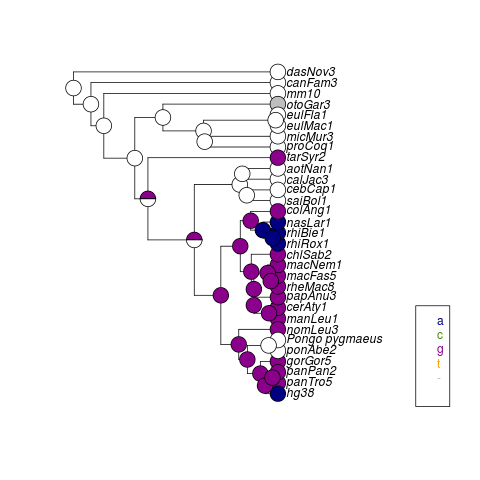 dasNov3
canFam3
mm10
otoGar3
eulFla1
eulMac1
micMur3
proCoq1
tarSyr2
aotNan1
calJac3
cebCap1
saiBol1
colAng1
nasLar1
rhiBie1
rhiRox1
chlSab2
macNem1
macFas5
rheMac8
papAnu3
cerAty1
manLeu1
nomLeu3
Pongo pygmaeus
ponAbe2
gorGor5
panPan2
panTro5
hg38
a
c
g
t
-